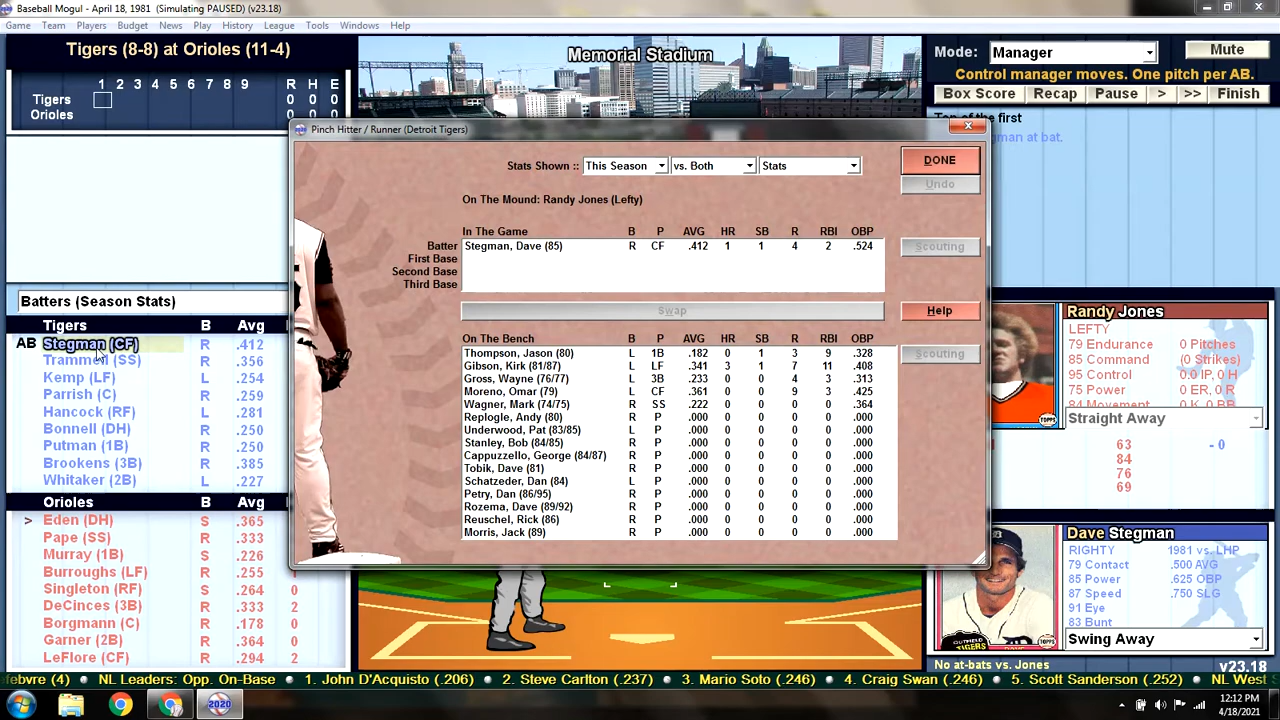 Baseball Mogul - April 18, 1981 (Simulating PAUSED) (v23.18)
Game Team Players Budget News Play History League Tools Windows Help
Tigers (8-8) at Orioles (11-4)
1 2 3 4 5 6 7 8 9 R H E
Tigers 0 0 0
Orioles 0 0 0
Memorial Stadium
Mode: Manager Mute
Control manager moves. One pitch per AB.
Box Score Recap Pause > >> Finish
Top of the first
at bat.
Pinch Hitter / Runner (Detroit Tigers)
Stats Shown :: This Season vs. Both Stats
DONE
Undo
On The Mound: Randy Jones (Lefty)
In The Game B P AVG HR SB R RBI OBP
Batter Stegman, Dave (85) R CF .412 1 1 4 2 .524
Scouting
First Base
Second Base
Third Base
Swap
Help
On The Bench B P AVG HR SB R RBI OBP
Scouting
Thompson, Jason (80) L 1B .182 0 1 3 9 .328
Gibson, Kirk (81/87) L LF .341 3 1 7 11 .408
Gross, Wayne (76/77) L 3B .233 0 0 4 3 .313
Moreno, Omar (79) L CF .361 0 0 9 3 .425
Wagner, Mark (74/75) R SS .222 0 0 0 3 .364
Replogle, Andy (80) R P .000 0 0 0 0 .000
Underwood, Pat (83/85) L P .000 0 0 0 0 .000
Stanley, Bob (84/85) R P .000 0 0 0 0 .000
Cappuzzello, George (84/87) R P .000 0 0 0 0 .000
Tobik, Dave (81) R P .000 0 0 0 0 .000
Schatzeder, Dan (84) L P .000 0 0 0 0 .000
Petry, Dan (86/95) R P .000 0 0 0 0 .000
Rozema, Dave (89/92) R P .000 0 0 0 0 .000
Reuschel, Rick (86) R P .000 0 0 0 0 .000
Morris, Jack (89) R P .000 0 0 0 0 .000
Batters (Season Stats)
Tigers B Avg
AB Stegman (CF) R .412
(SS) R .356
Kemp (LF) L .254
Parrish (C) R .259
Hancock (RF) L .281
Bonnell (DH) R .250
Putman (1B) R .250
Brookens (3B) R .385
Whitaker (2B) L .227
Orioles B Avg
> Eden (DH) S .365
Pape (SS) R .333
Murray (1B) S .226
Burroughs (LF) R .255
Singleton (RF) S .264 0
DeCinces (3B) R .333 2
Borgmann (C) R .178 0
Garner (2B) R .364 0
LeFlore (CF) R .294 2
Randy Jones
LEFTY
79 Endurance 0 Pitches
85 Command (0 Strikes)
95 Control 0.0 IP, 0 H
75 Power 0 ER, 0 R
84 Movement 0 K, 0 BB
TOPPS
Straight Away
63 - 0
84
76
69
Dave Stegman
RIGHTY 1981 vs. LHP
79 Contact .500 AVG
85 Power .625 OBP
87 Speed .750 SLG
91 Eye
83 Bunt
OUTFIELD
TIGERS
TOPPS
Swing Away
No at-bats vs. Jones v23.18
efebvre (4) NL Leaders: Opp. On-Base 1. John D'Acquisto (.206) 2. Steve Carlton (.237) 3. Mario Soto (.246) 4. Craig Swan (.246) 5. Scott Sanderson (.252) NL West
2020
12:12 PM
4/18/2021